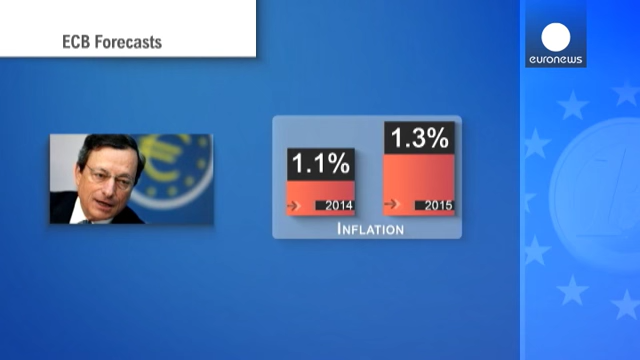 ECB Forecasts
euronews
1.1%
1.3%
2014
2015
INFLATION